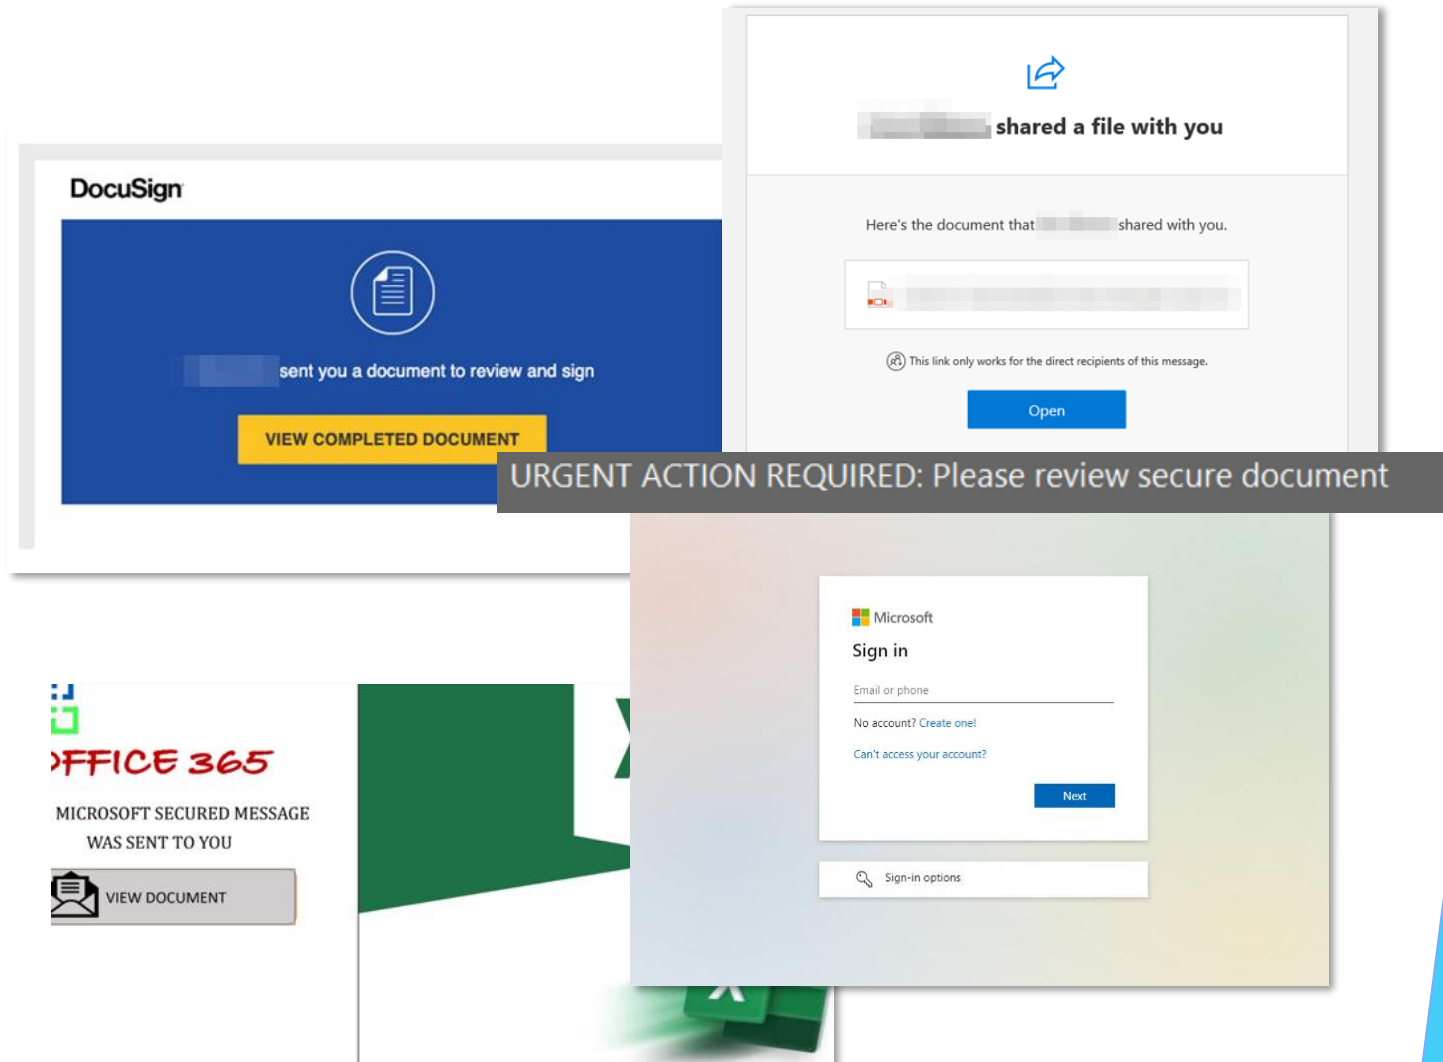 DocuSign
sent you a document to review and sign
VIEW COMPLETED DOCUMENT
shared a file with you
Here's the document that shared with you.
This link only works for the direct recipients of this message.
Open
URGENT ACTION REQUIRED: Please review secure document
Microsoft
Sign in
Email or phone
No account? Create one!
Can't access your account?
Next
Sign-in options
OFFICE 365
MICROSOFT SECURED MESSAGE
WAS SENT TO YOU
VIEW DOCUMENT
X